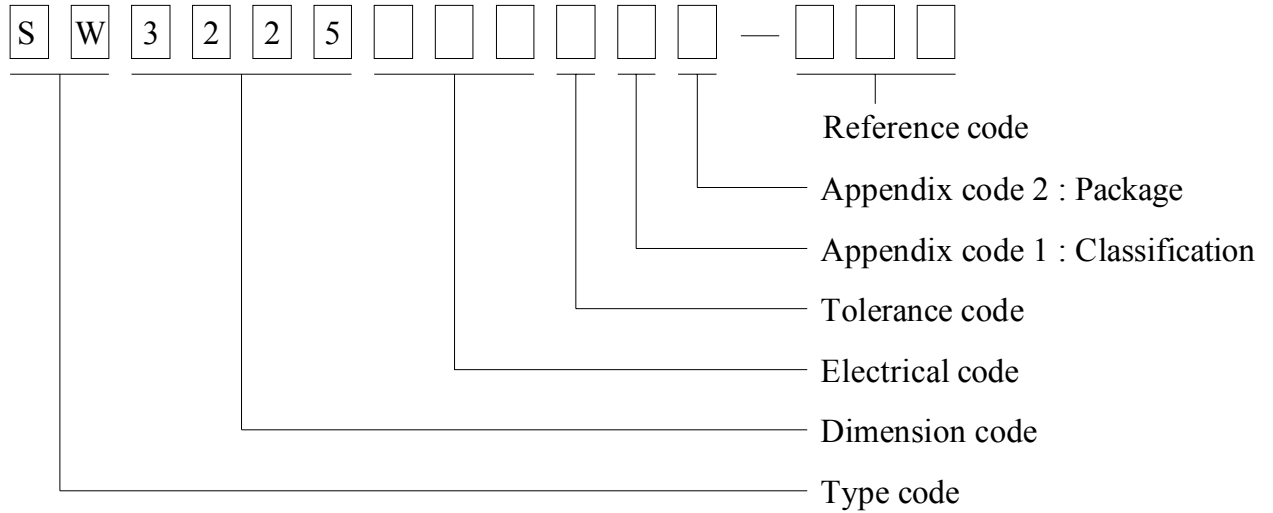 S W 3 2 2 5 —
Reference code
Appendix code 2 : Package
Appendix code 1 : Classification
Tolerance code
Electrical code
Dimension code
Type code